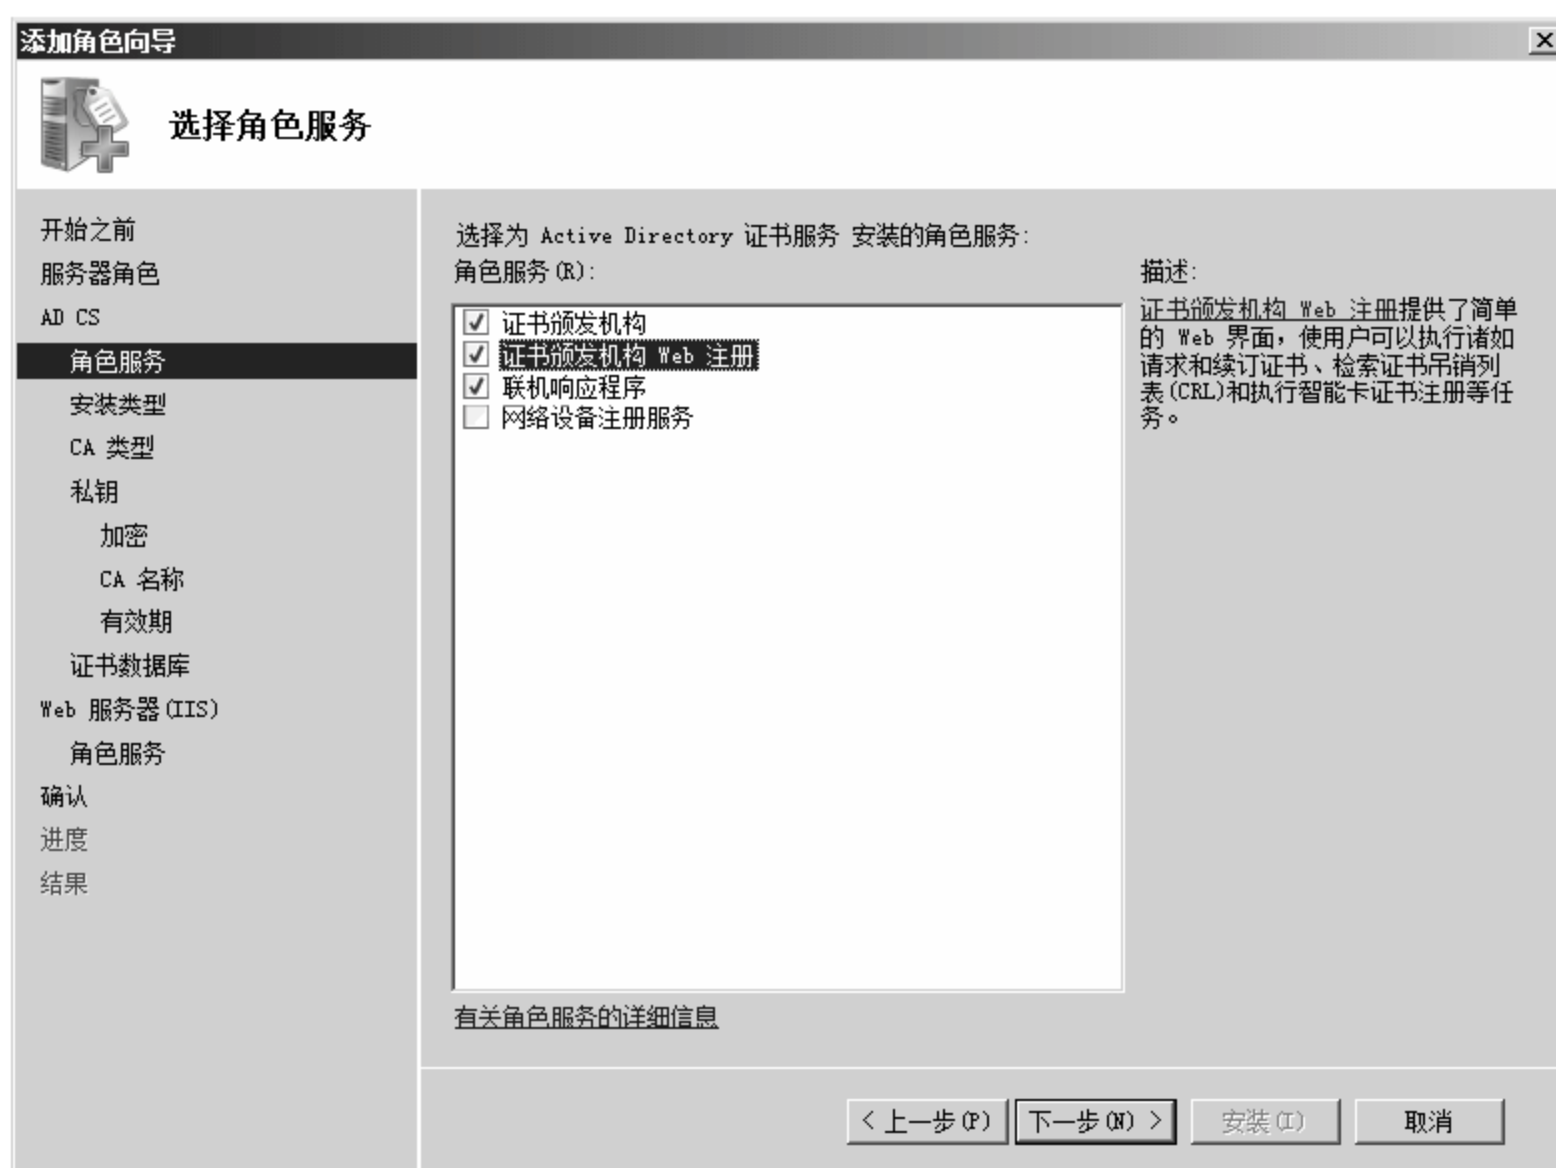 添加角色向导
选择角色服务
开始之前
服务器角色
AD CS
角色服务
安装类型
CA 类型
私钥
加密
CA 名称
有效期
证书数据库
Web 服务器(IIS)
角色服务
确认
进度
结果
选择为 Active Directory 证书服务 安装的角色服务:
角色服务(R):
证书颁发机构
证书颁发机构 Web 注册
联机响应程序
网络设备注册服务
有关角色服务的详细信息
描述:
证书颁发机构 Web 注册提供了简单
的 Web 界面，使用户可以执行诸如
请求和续订证书、检索证书吊销列
表(CRL)和执行智能卡证书注册等任
务。
< 上一步(P)
下一步(N) >
安装(I)
取消